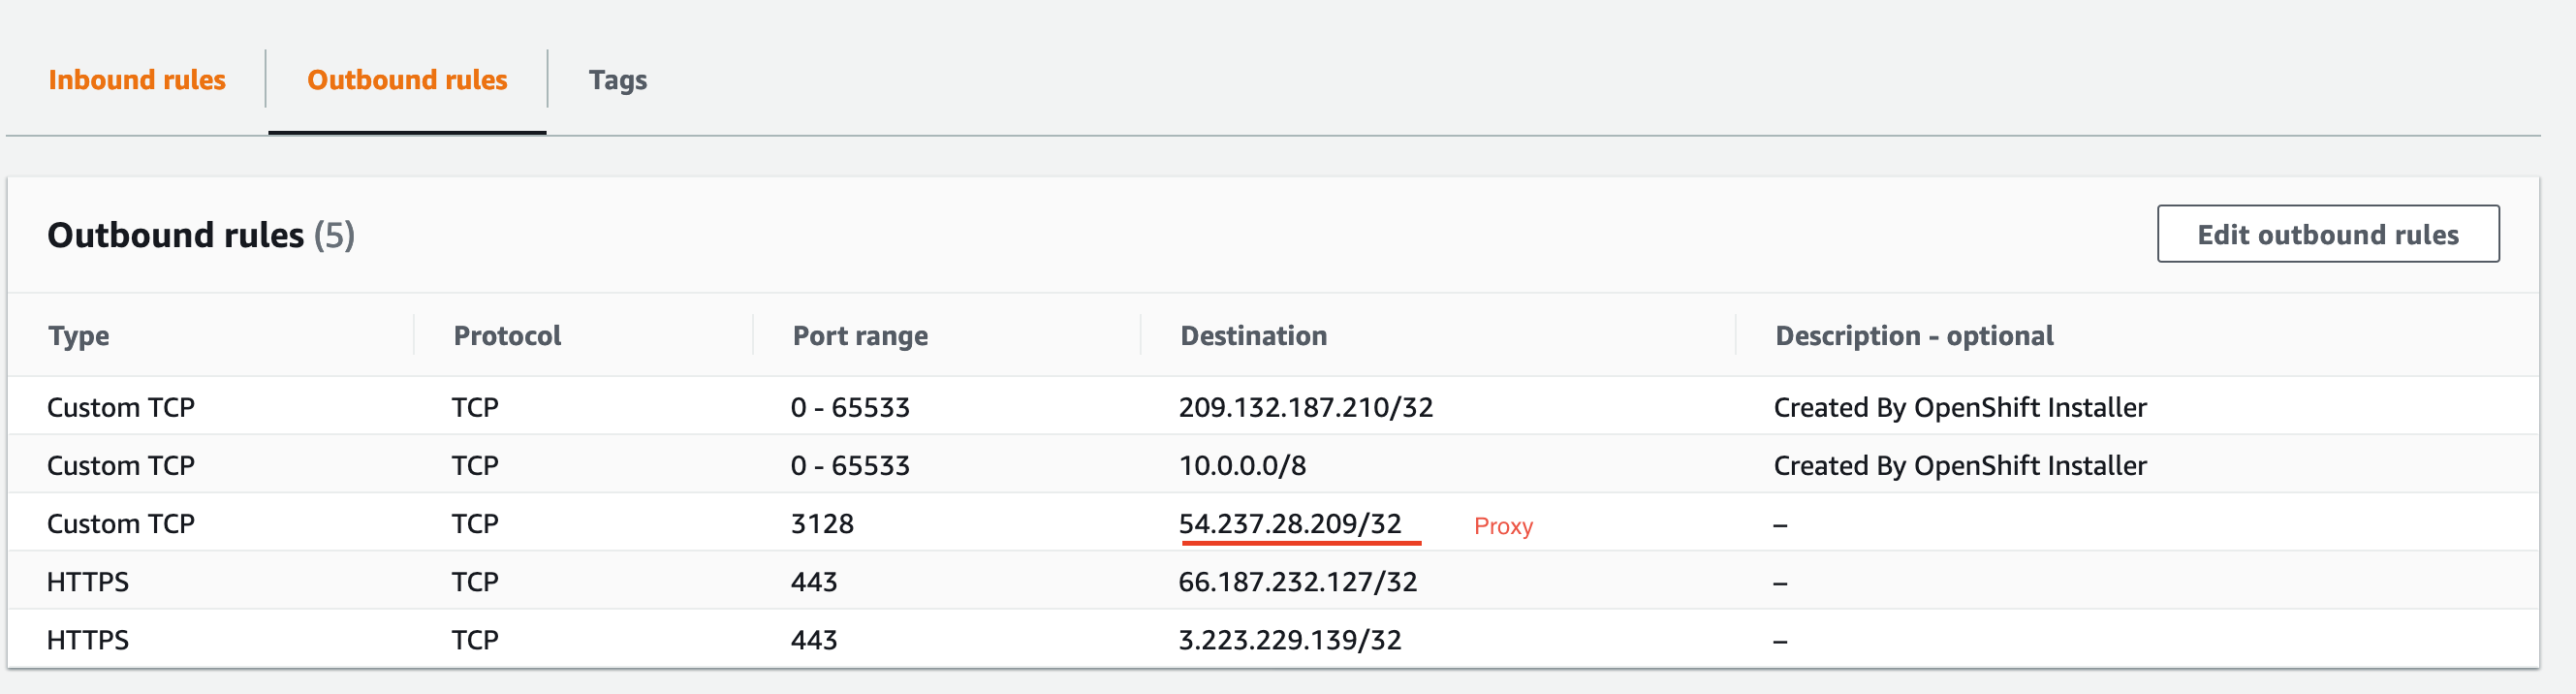 Inbound rules Outbound rules Tags
Outbound rules (5) Edit outbound rules
Type Protocol Port range Destination Description - optional
Custom TCP TCP 0 - 65533 209.132.187.210/32 Created By OpenShift Installer
Custom TCP TCP 0 - 65533 10.0.0.0/8 Created By OpenShift Installer
Custom TCP TCP 3128 54.237.28.209/32 Proxy –
HTTPS TCP 443 66.187.232.127/32 –
HTTPS TCP 443 3.223.229.139/32 –